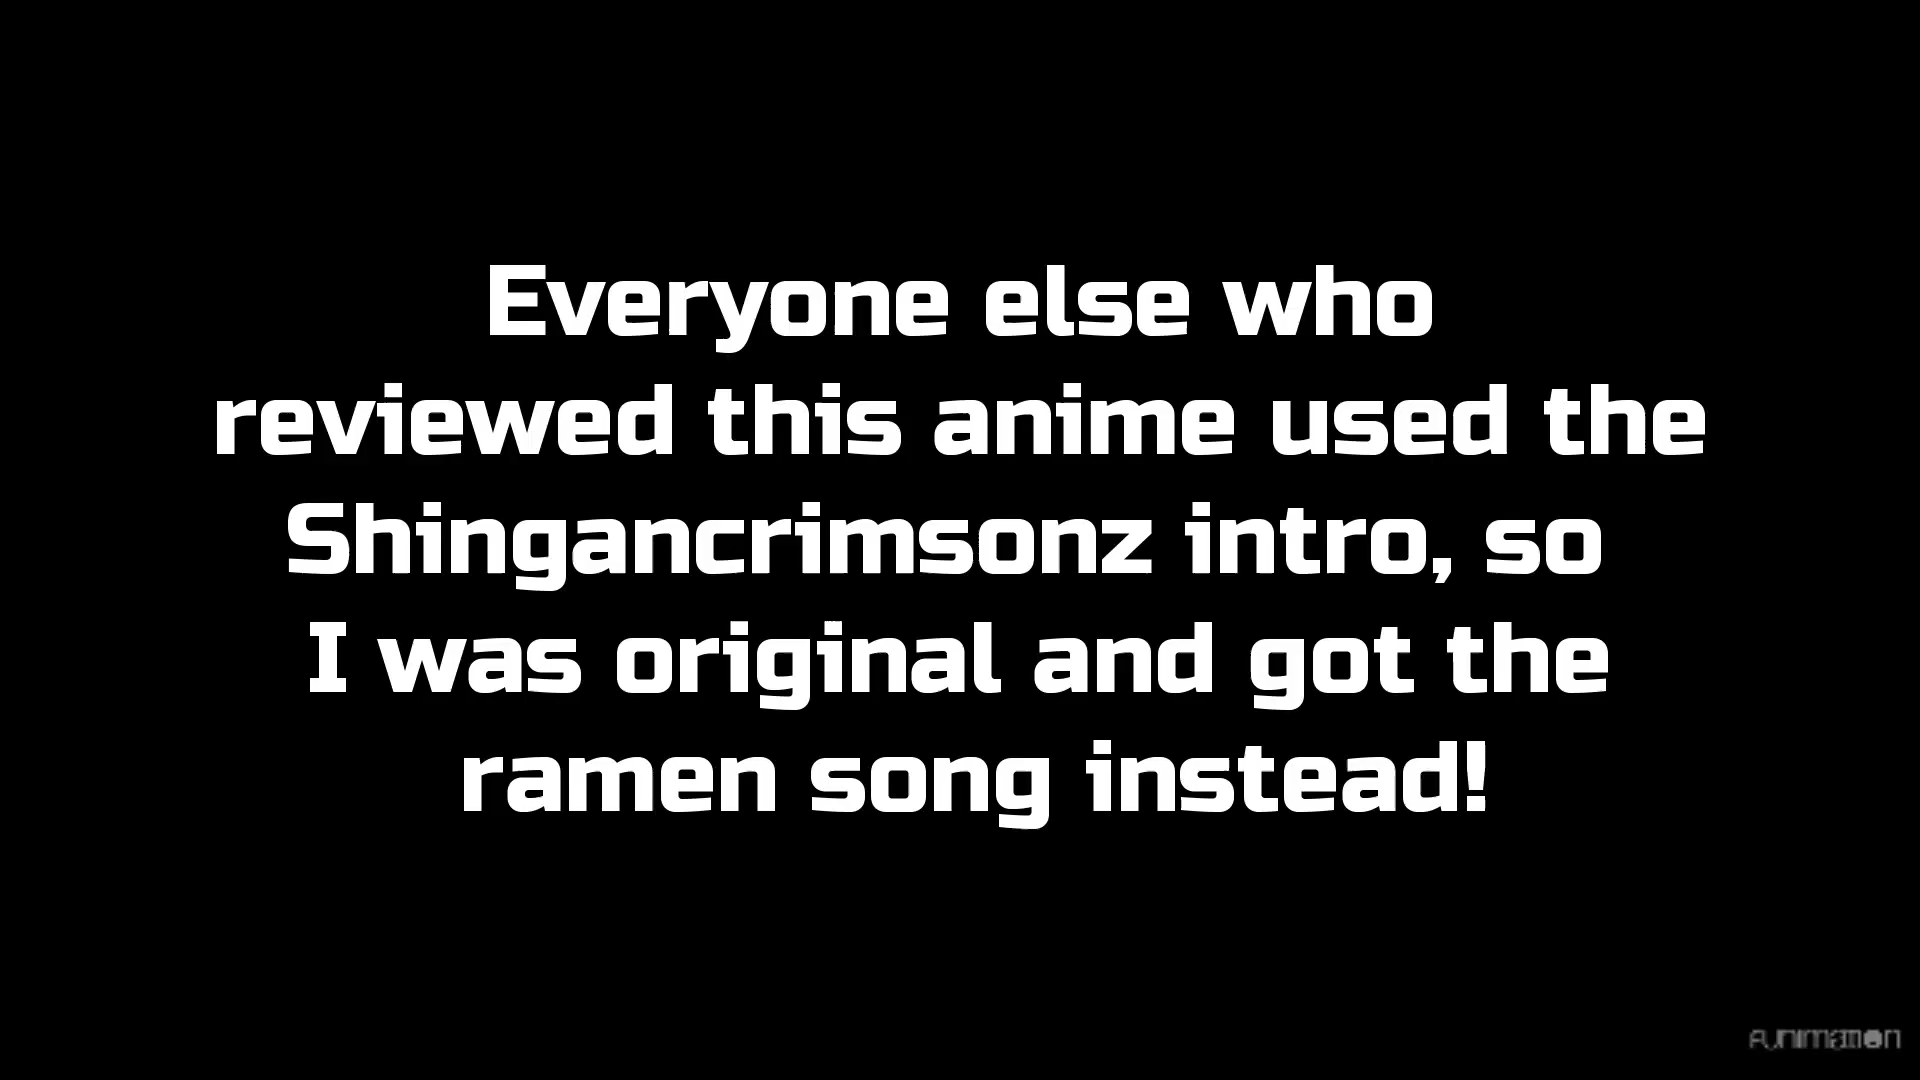 Everyone else who
reviewed this anime used the
Shingancrimsonz intro, so
I was original and got the
ramen song instead!
FUNIMATION